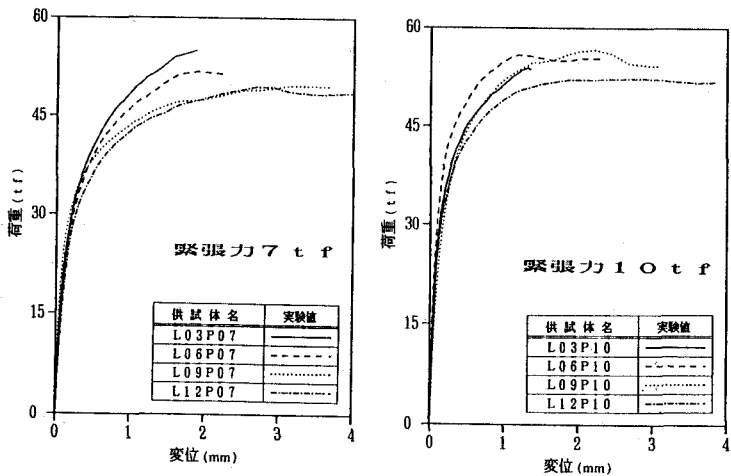 60
45
30
15
0
荷重(tf)
緊張力7tf
供試体名 実験値
L03P07
L06P07
L09P07
L12P07
0 1 2 3 4
変位(mm)
60
45
30
15
0
荷重(tf)
緊張力10tf
供試体名 実験値
L03P10
L06P10
L09P10
L12P10
0 1 2 3 4
変位(mm)